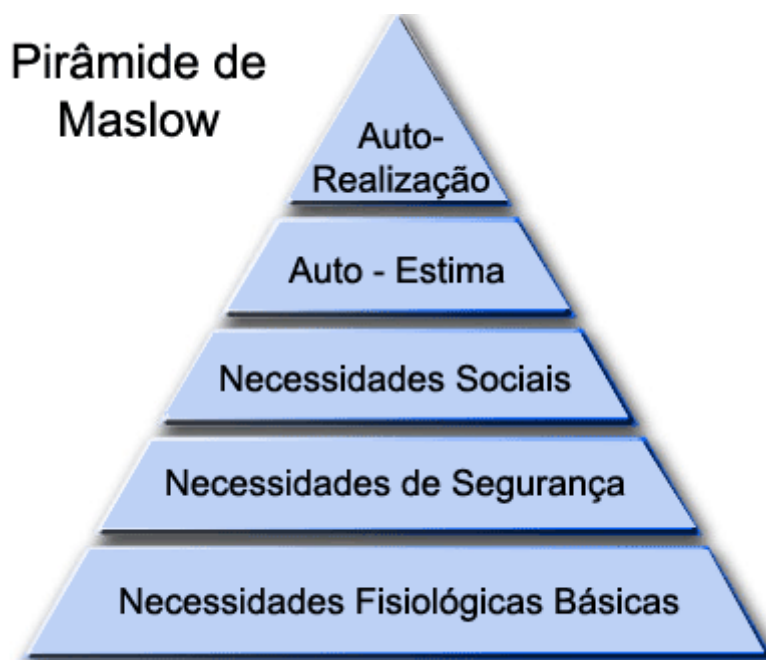 Pirâmide de
Maslow
Auto-
Realização
Auto - Estima
Necessidades Sociais
Necessidades de Segurança
Necessidades Fisiológicas Básicas